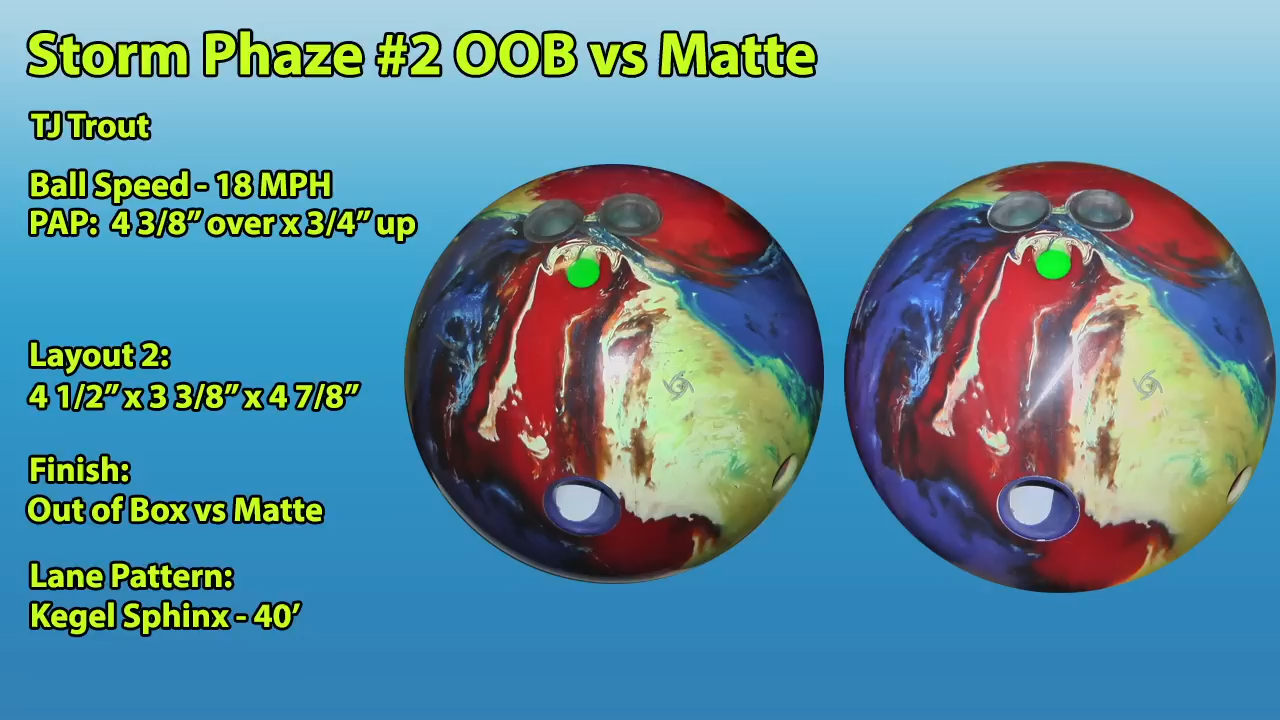 Storm Phaze #2 OOB vs Matte
TJ Trout
Ball Speed - 18 MPH
PAP: 4 3/8” over x 3/4” up
Layout 2:
4 1/2” x 3 3/8” x 4 7/8”
Finish:
Out of Box vs Matte
Lane Pattern:
Kegel Sphinx - 40’